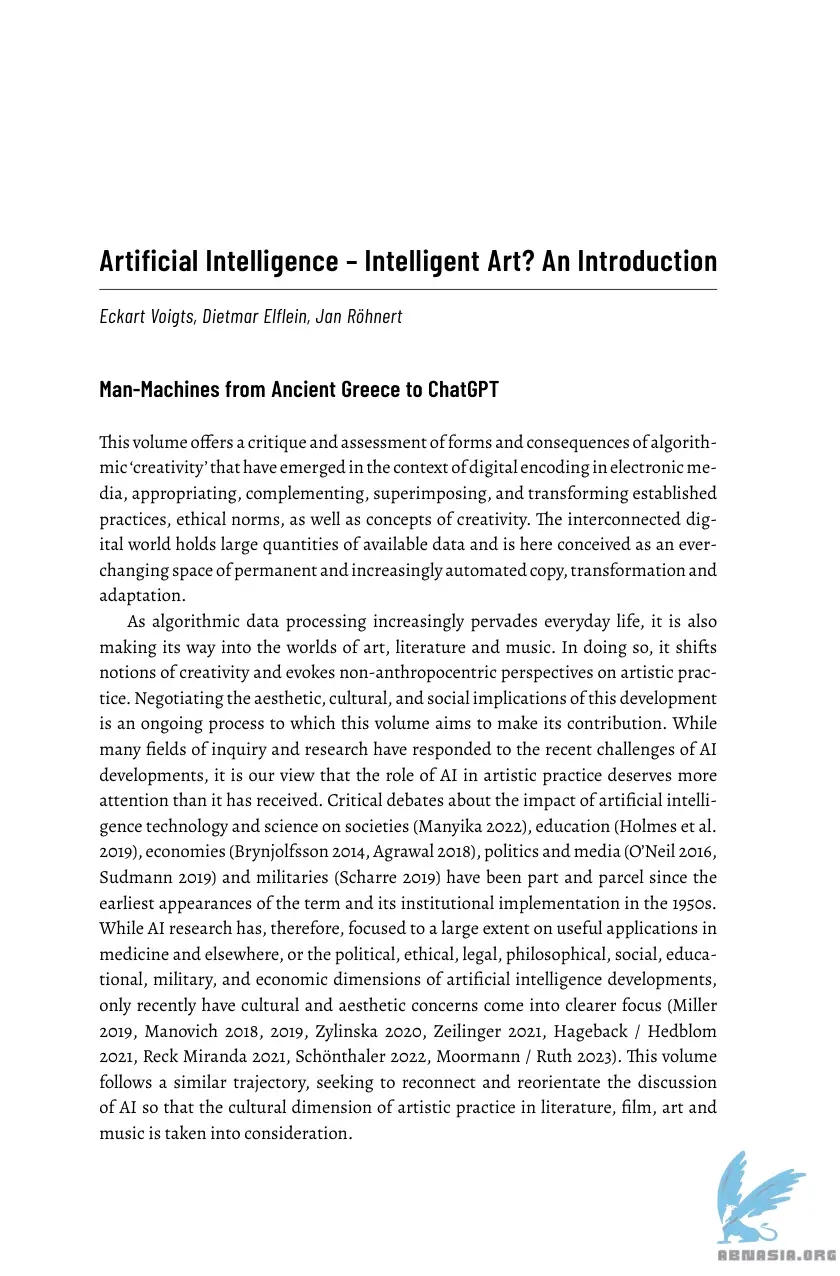 Artificial Intelligence – Intelligent Art? An Introduction
Eckart Voigts, Dietmar Elflein, Jan Röhnert
Man-Machines from Ancient Greece to ChatGPT
This volume offers a critique and assessment of forms and consequences of algorith-
mic ‘creativity’ that have emerged in the context of digital encoding in electronic me-
dia, appropriating, complementing, superimposing, and transforming established
practices, ethical norms, as well as concepts of creativity. The interconnected dig-
ital world holds large quantities of available data and is here conceived as an ever-
changing space of permanent and increasingly automated copy, transformation and
adaptation.
As algorithmic data processing increasingly pervades everyday life, it is also
making its way into the worlds of art, literature and music. In doing so, it shifts
notions of creativity and evokes non-anthropocentric perspectives on artistic prac-
tice. Negotiating the aesthetic, cultural, and social implications of this development
is an ongoing process to which this volume aims to make its contribution. While
many fields of inquiry and research have responded to the recent challenges of AI
developments, it is our view that the role of AI in artistic practice deserves more
attention than it has received. Critical debates about the impact of artificial intelli-
gence technology and science on societies (Manyika 2022), education (Holmes et al.
2019), economies (Brynjolfsson 2014, Agrawal 2018), politics and media (O’Neil 2016,
Sudmann 2019) and militaries (Scharre 2019) have been part and parcel since the
earliest appearances of the term and its institutional implementation in the 1950s.
While AI research has, therefore, focused to a large extent on useful applications in
medicine and elsewhere, or the political, ethical, legal, philosophical, social, educa-
tional, military, and economic dimensions of artificial intelligence developments,
only recently have cultural and aesthetic concerns come into clearer focus (Miller
2019, Manovich 2018, 2019, Zylinska 2020, Zeilinger 2021, Hageback / Hedblom
2021, Reck Miranda 2021, Schönthaler 2022, Moormann / Ruth 2023). This volume
follows a similar trajectory, seeking to reconnect and reorientate the discussion
of AI so that the cultural dimension of artistic practice in literature, film, art and
music is taken into consideration.
ABNASIA.ORG